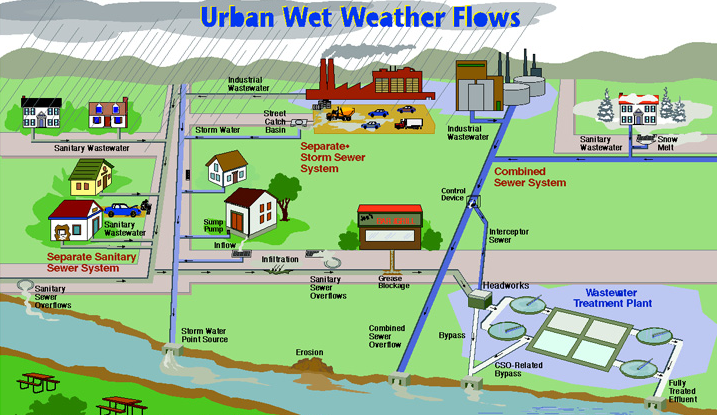 Urban Wet Weather Flows
Industrial
Wastewater
Street
Catch
Basin
Storm Water
Separate•
Storm Sewer
System
Industrial
Wastewater
Sanitary
Wastewater
Snow
Melt
Combined
Sewer System
Sanitary Wastewater
Control
Device
Interceptor
Sewer
Sanitary
Wastewater
Sump
Pump
Inflow
Separate Sanitary
Sewer System
Infiltration
Sanitary
Sewer
Overflows
Grease
Blockage
Headworks
Wastewater
Treatment Plant
Sanitary
Sewer
Overflows
Storm Water
Point Source
Erosion
Combined
Sewer
Overflow
Bypass
CSO-Related
Bypass
Fully
Treated
Effluent